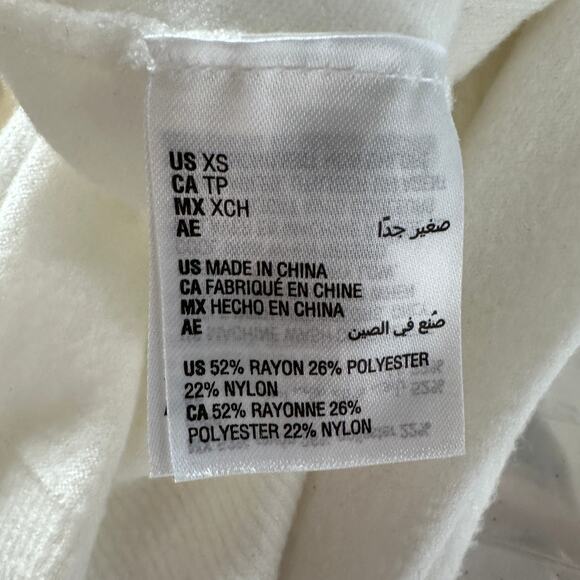 US XS
CA TP
MX XCH
AE صغير جدًا
US MADE IN CHINA
CA FABRIQUÉ EN CHINE
MX HECHO EN CHINA
AE صُنع في الصين
US 52% RAYON 26% POLYESTER
22% NYLON
CA 52% RAYONNE 26%
POLYESTER 22% NYLON